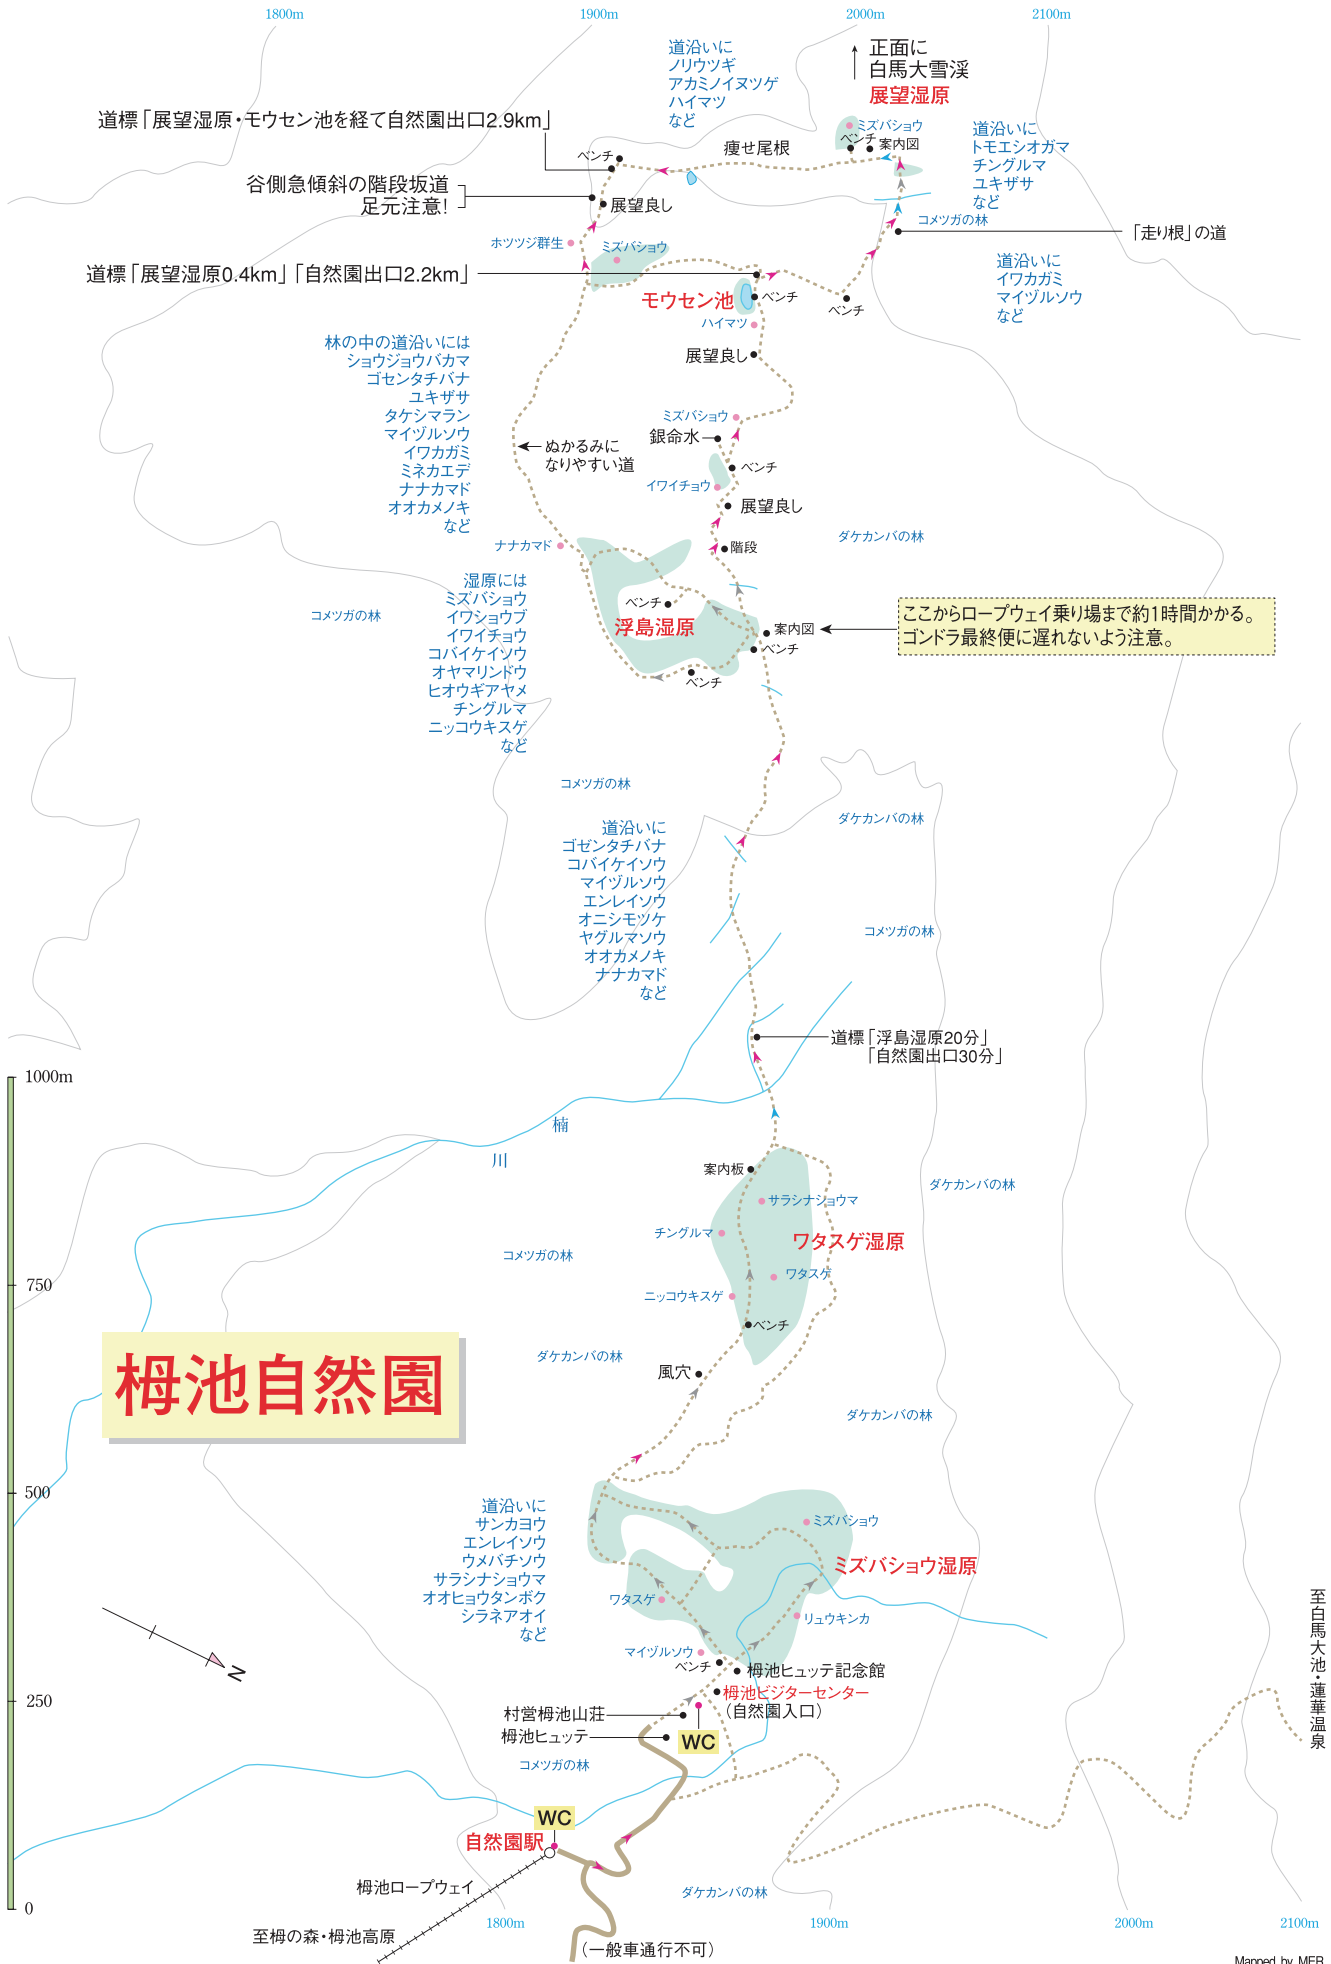 1800m
1900m
2000m
2100m
道沿いに
ノリウツギ
アカミノイヌツゲ
ハイマツ
など
正面に
白馬大雪渓
展望湿原
ミズバショウ
ベンチ
案内図
道沿いに
トモエシオガマ
チングルマ
ユキザサ
など
道標「展望湿原・モウセン池を経て自然園出口2.9km」
ベンチ
痩せ尾根
谷側急傾斜の階段坂道
足元注意!
展望良し
コメツガの林
「走り根」の道
ホツツジ群生
ミズバショウ
道沿いに
イワカガミ
マイヅルソウ
など
道標「展望湿原0.4km」「自然園出口2.2km」
モウセン池
ベンチ
ベンチ
ハイマツ
展望良し
林の中の道沿いには
ショウジョウバカマ
ゴセンタチバナ
ユキザサ
タケシマラン
マイヅルソウ
イワカガミ
ミネカエデ
ナナカマド
オオカメノキ
など
ミズバショウ
銀命水
ぬかるみに
なりやすい道
ベンチ
イワイチョウ
展望良し
ダケカンバの林
ナナカマド
階段
湿原には
ミズバショウ
イワショウブ
イワイチョウ
コバイケイソウ
オヤマリンドウ
ヒオウギアヤメ
チングルマ
ニッコウキスゲ
など
コメツガの林
ベンチ
浮島湿原
案内図
ベンチ
ベンチ
ここからロープウェイ乗り場まで約1時間かかる。
ゴンドラ最終便に遅れないよう注意。
コメツガの林
ダケカンバの林
道沿いに
ゴゼンタチバナ
コバイケイソウ
マイヅルソウ
エンレイソウ
オニシモツケ
ヤグルマソウ
オオカメノキ
ナナカマド
など
コメツガの林
道標「浮島湿原20分」
「自然園出口30分」
1000m
楠
川
案内板
サラシナショウマ
ダケカンバの林
チングルマ
ワタスゲ湿原
コメツガの林
ワタスゲ
ニッコウキスゲ
750
ベンチ
栂池自然園
ダケカンバの林
風穴
ダケカンバの林
500
道沿いに
サンカヨウ
エンレイソウ
ウメバチソウ
サラシナショウマ
オオヒョウタンボク
シラネアオイ
など
ミズバショウ
ミズバショウ湿原
ワタスゲ
リュウキンカ
マイヅルソウ
ベンチ
栂池ヒュッテ記念館
栂池ビジターセンター
(自然園入口)
N
至白馬大池・蓮華温泉
250
村営栂池山荘
栂池ヒュッテ
WC
コメツガの林
WC
自然園駅
栂池ロープウェイ
ダケカンバの林
0
1800m
1900m
2000m
2100m
至栂の森・栂池高原
(一般車通行不可)
Mapped by MER